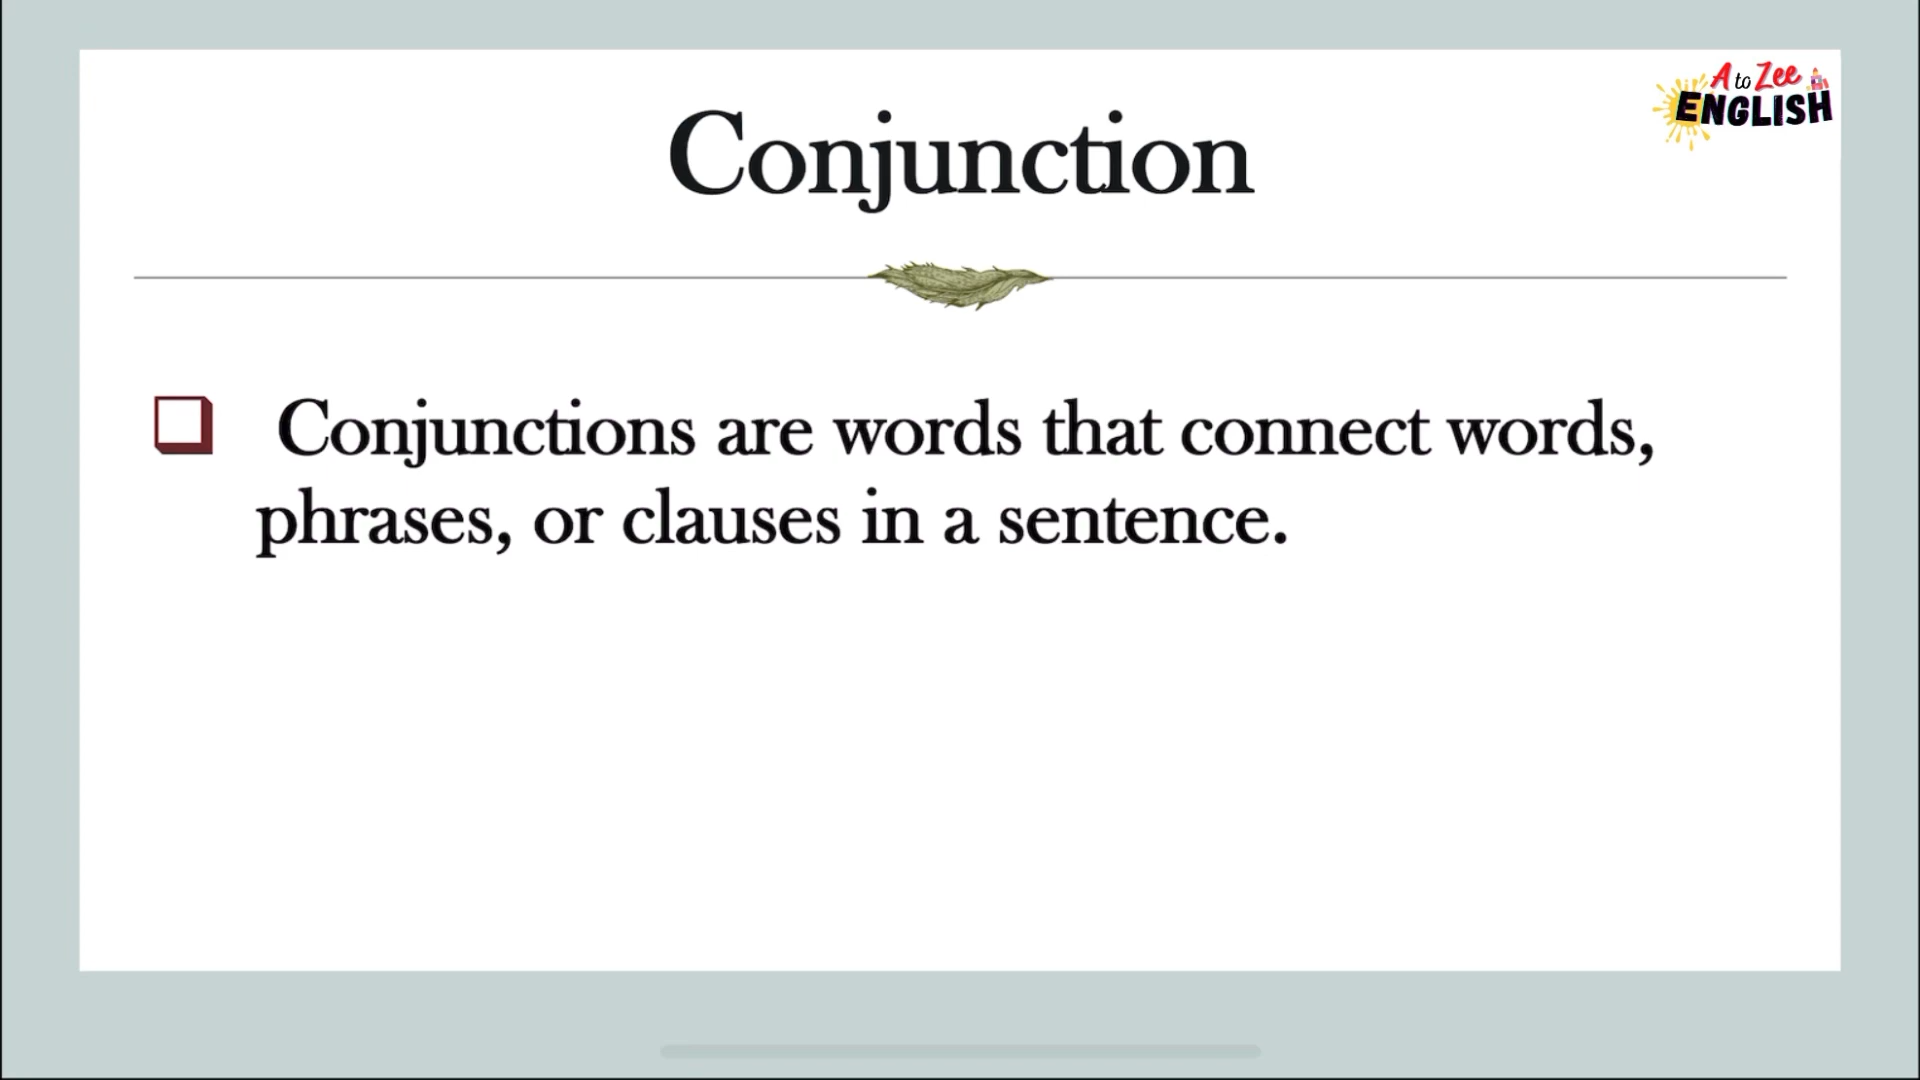 A to Zee
ENGLISH
Conjunction
Conjunctions are words that connect words,
phrases, or clauses in a sentence.